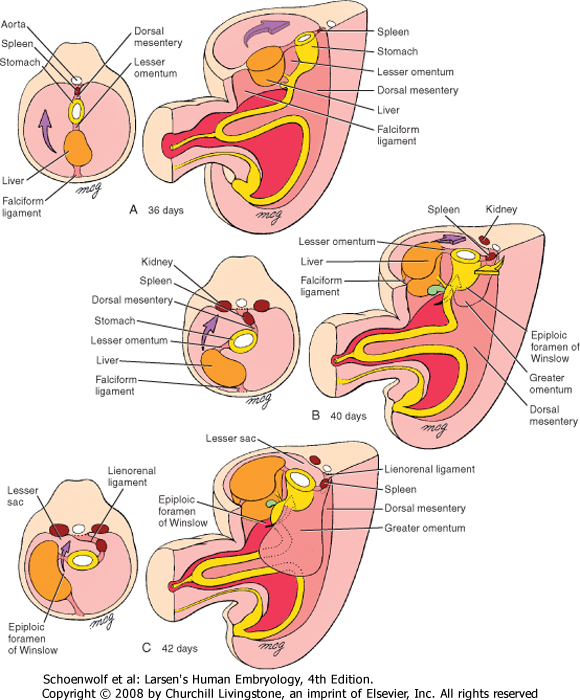 Aorta
Spleen
Stomach
Dorsal
mesentery
Lesser
omentum
Liver
Falciform
ligament
mcg
A 36 days
Spleen
Stomach
Lesser omentum
Dorsal mesentery
Liver
Falciform
ligament
mcg
Kidney
Spleen
Dorsal mesentery
Stomach
Lesser omentum
Liver
Falciform
ligament
mcg
Spleen
Kidney
Lesser omentum
Liver
Falciform
ligament
Epiploic
foramen of
Winslow
Greater
omentum
Dorsal
mesentery
mcg
B 40 days
Lesser
sac
Lienorenal
ligament
Epiploic
foramen
of Winslow
mcg
C 42 days
Lesser sac
Lienorenal ligament
Spleen
Dorsal mesentery
Greater omentum
Epiploic
foramen
of Winslow
mcg
Schoenwolf et al: Larsen's Human Embryology, 4th Edition.
Copyright © 2008 by Churchill Livingstone, an imprint of Elsevier, Inc. All rights reserved